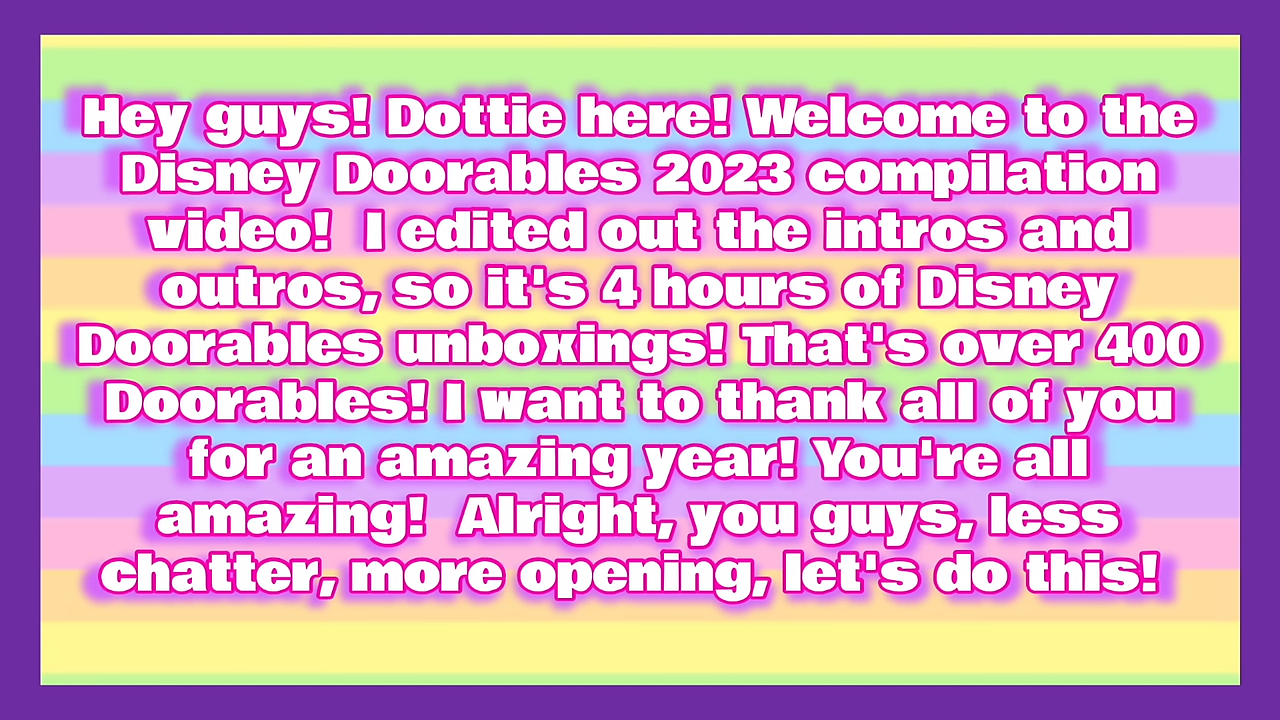 Hey guys! Dottie here! Welcome to the
Disney Doorables 2023 compilation
video!  I edited out the intros and
outros, so it's 4 hours of Disney
Doorables unboxings! That's over 400
Doorables! I want to thank all of you
for an amazing year! You're all
amazing!  Alright, you guys, less
chatter, more opening, let's do this!